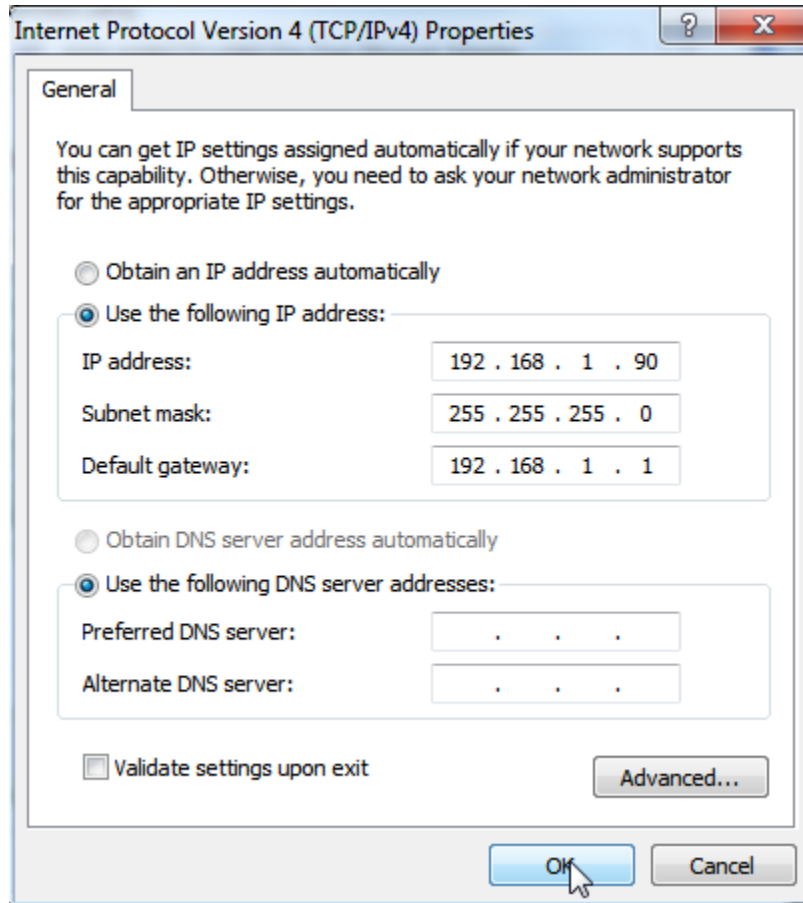 Internet Protocol Version 4 (TCP/IPv4) Properties
?
X
General
You can get IP settings assigned automatically if your network supports
this capability. Otherwise, you need to ask your network administrator
for the appropriate IP settings.
Obtain an IP address automatically
Use the following IP address:
IP address: 192 . 168 . 1 . 90
Subnet mask: 255 . 255 . 255 . 0
Default gateway: 192 . 168 . 1 . 1
Obtain DNS server address automatically
Use the following DNS server addresses:
Preferred DNS server: . . .
Alternate DNS server: . . .
Validate settings upon exit
Advanced...
OK Cancel